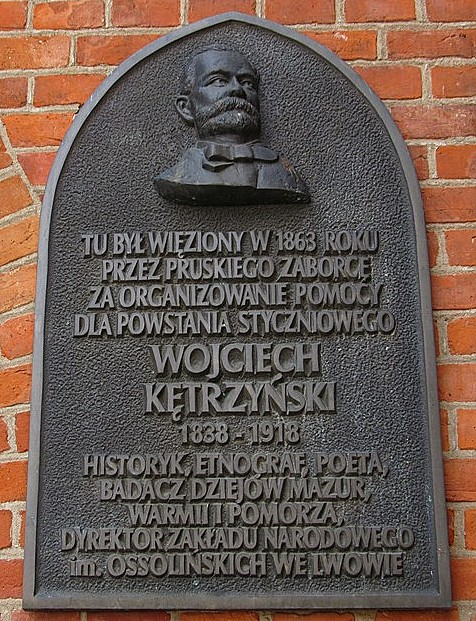 TU BYŁ WIĘZIONY W 1863 ROKU
PRZEZ PRUSKIEGO ZABORCĘ
ZA ORGANIZOWANIE POMOCY
DLA POWSTANIA STYCZNIOWEGO
WOJCIECH
KĘTRZYŃSKI
1838 - 1918
HISTORYK, ETNOGRAF, POETA,
BADACZ DZIEJÓW MAZUR,
WARMII I POMORZA,
DYREKTOR ZAKŁADU NARODOWEGO
im. OSSOLIŃSKICH WE LWOWIE